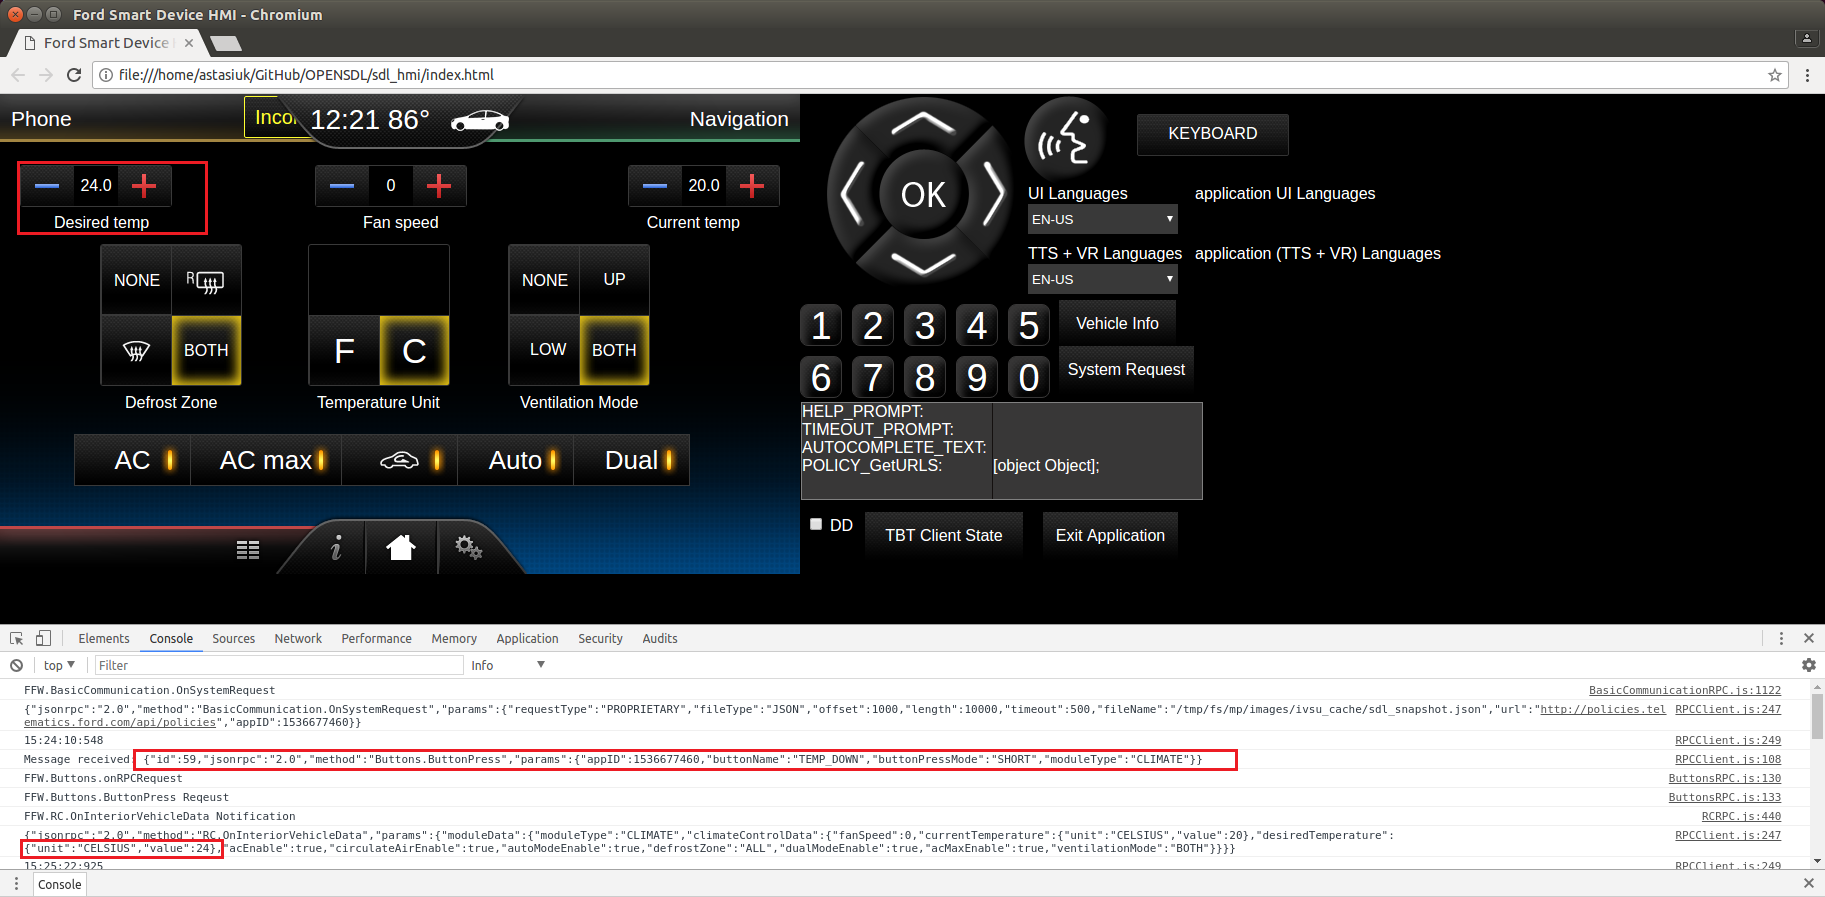 Ford Smart Device HMI - Chromium
Ford Smart Device
file:///home/astasiuk/GitHub/OPENSDL/sdl_hmi/index.html
Phone
12:21 86°
Navigation
24.0
0
20.0
Desired temp
Fan speed
Current temp
NONE
R
NONE
UP
BOTH
F
C
LOW
BOTH
Defrost Zone
Temperature Unit
Ventilation Mode
AC
AC max
Auto
Dual
i
OK
KEYBOARD
UI Languages
application UI Languages
EN-US
TTS + VR Languages
application (TTS + VR) Languages
EN-US
1 2 3 4 5
Vehicle Info
6 7 8 9 0
System Request
HELP_PROMPT:
TIMEOUT_PROMPT:
AUTOCOMPLETE_TEXT:
POLICY_GetURLS: [object Object];
DD
TBT Client State
Exit Application
Elements Console Sources Network Performance Memory Application Security Audits
top Filter Info
FFW.BasicCommunication.OnSystemRequest BasicCommunicationRPC.js:1122
{"jsonrpc":"2.0","method":"BasicCommunication.OnSystemRequest","params":{"requestType":"PROPRIETARY","fileType":"JSON","offset":1000,"length":10000,"timeout":500,"fileName":"/tmp/fs/mp/images/ivsu_cache/sdl_snapshot.json","url":"http://policies.tel RPCClient.js:247
ematics.ford.com/api/policies","appID":1536677460}}
15:24:10:548 RPCClient.js:249
Message received: {"id":59,"jsonrpc":"2.0","method":"Buttons.ButtonPress","params":{"appID":1536677460,"buttonName":"TEMP_DOWN","buttonPressMode":"SHORT","moduleType":"CLIMATE"}} RPCClient.js:108
FFW.Buttons.onRPCRequest ButtonsRPC.js:130
FFW.Buttons.ButtonPress Reqeust ButtonsRPC.js:133
FFW.RC.OnInteriorVehicleData Notification RCRPC.js:440
{"jsonrpc":"2.0","method":"RC.OnInteriorVehicleData","params":{"moduleData":{"moduleType":"CLIMATE","climateControlData":{"fanSpeed":0,"currentTemperature":{"unit":"CELSIUS","value":20},"desiredTemperature": RPCClient.js:247
{"unit":"CELSIUS","value":24},"acEnable":true,"circulateAirEnable":true,"autoModeEnable":true,"defrostZone":"ALL","dualModeEnable":true,"acMaxEnable":true,"ventilationMode":"BOTH"}}}}
15:25:22:925 RPCClient.js:249
Console